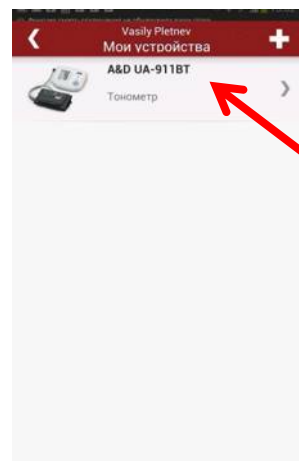 Vasily Pletnev
Мои устройства
A&D UA-911BT
Тонометр